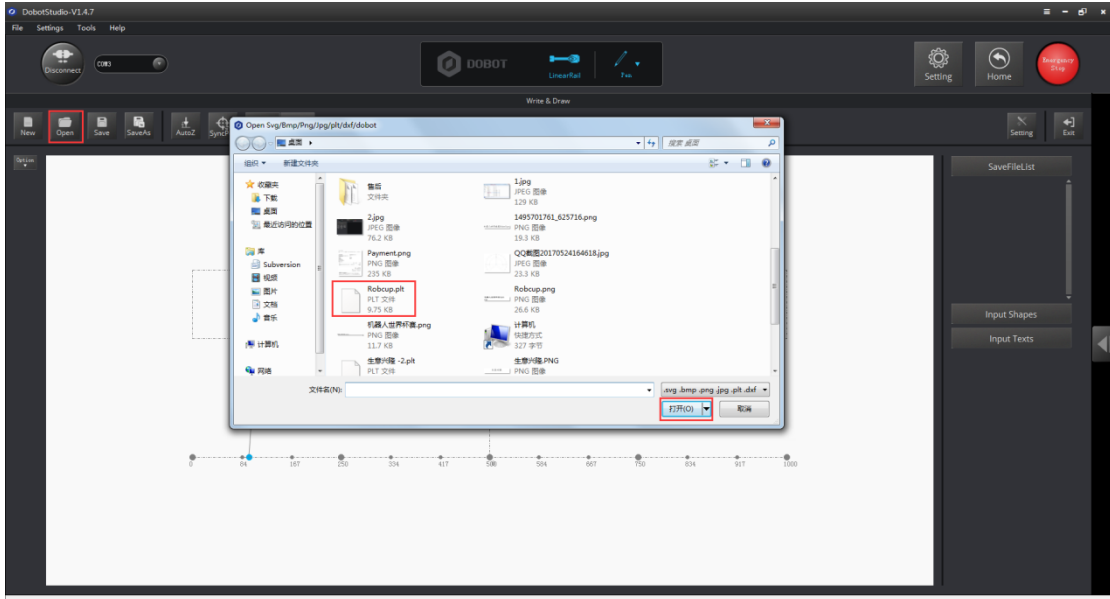 DobotStudio-V1.4.7
File Settings Tools Help
Disconnect
COM3
DOBOT
LinearRail
Pen
Setting
Home
Emergency
Stop
Write & Draw
New
Open
Save
SaveAs
AutoZ
Setting
Exit
Open Svg/Bmp/Png/Jpg/plt/dxf/dobot
桌面
搜索 桌面
组织
新建文件夹
Option
收藏夹
下载
桌面
最近访问的位置
库
Subversion
视频
图片
文档
音乐
计算机
网络
售后
文件夹
1.jpg
JPEG 图像
129 KB
2.jpg
JPEG 图像
76.2 KB
1495701761_625716.png
PNG 图像
19.3 KB
Payment.png
PNG 图像
235 KB
QQ截图20170524164618.jpg
JPEG 图像
23.3 KB
Robcup.plt
PLT 文件
9.75 KB
Robcup.png
PNG 图像
26.6 KB
机器人世界杯赛.png
PNG 图像
11.7 KB
计算机
快捷方式
327 字节
生意兴隆 -2.plt
PLT 文件
生意兴隆.PNG
PNG 图像
文件名(N):
.svg .bmp .png .jpg .plt .dxf
打开(O)
取消
SaveFileList
Input Shapes
Input Texts
0 84 167 250 334 417 500 584 667 750 834 917 1000